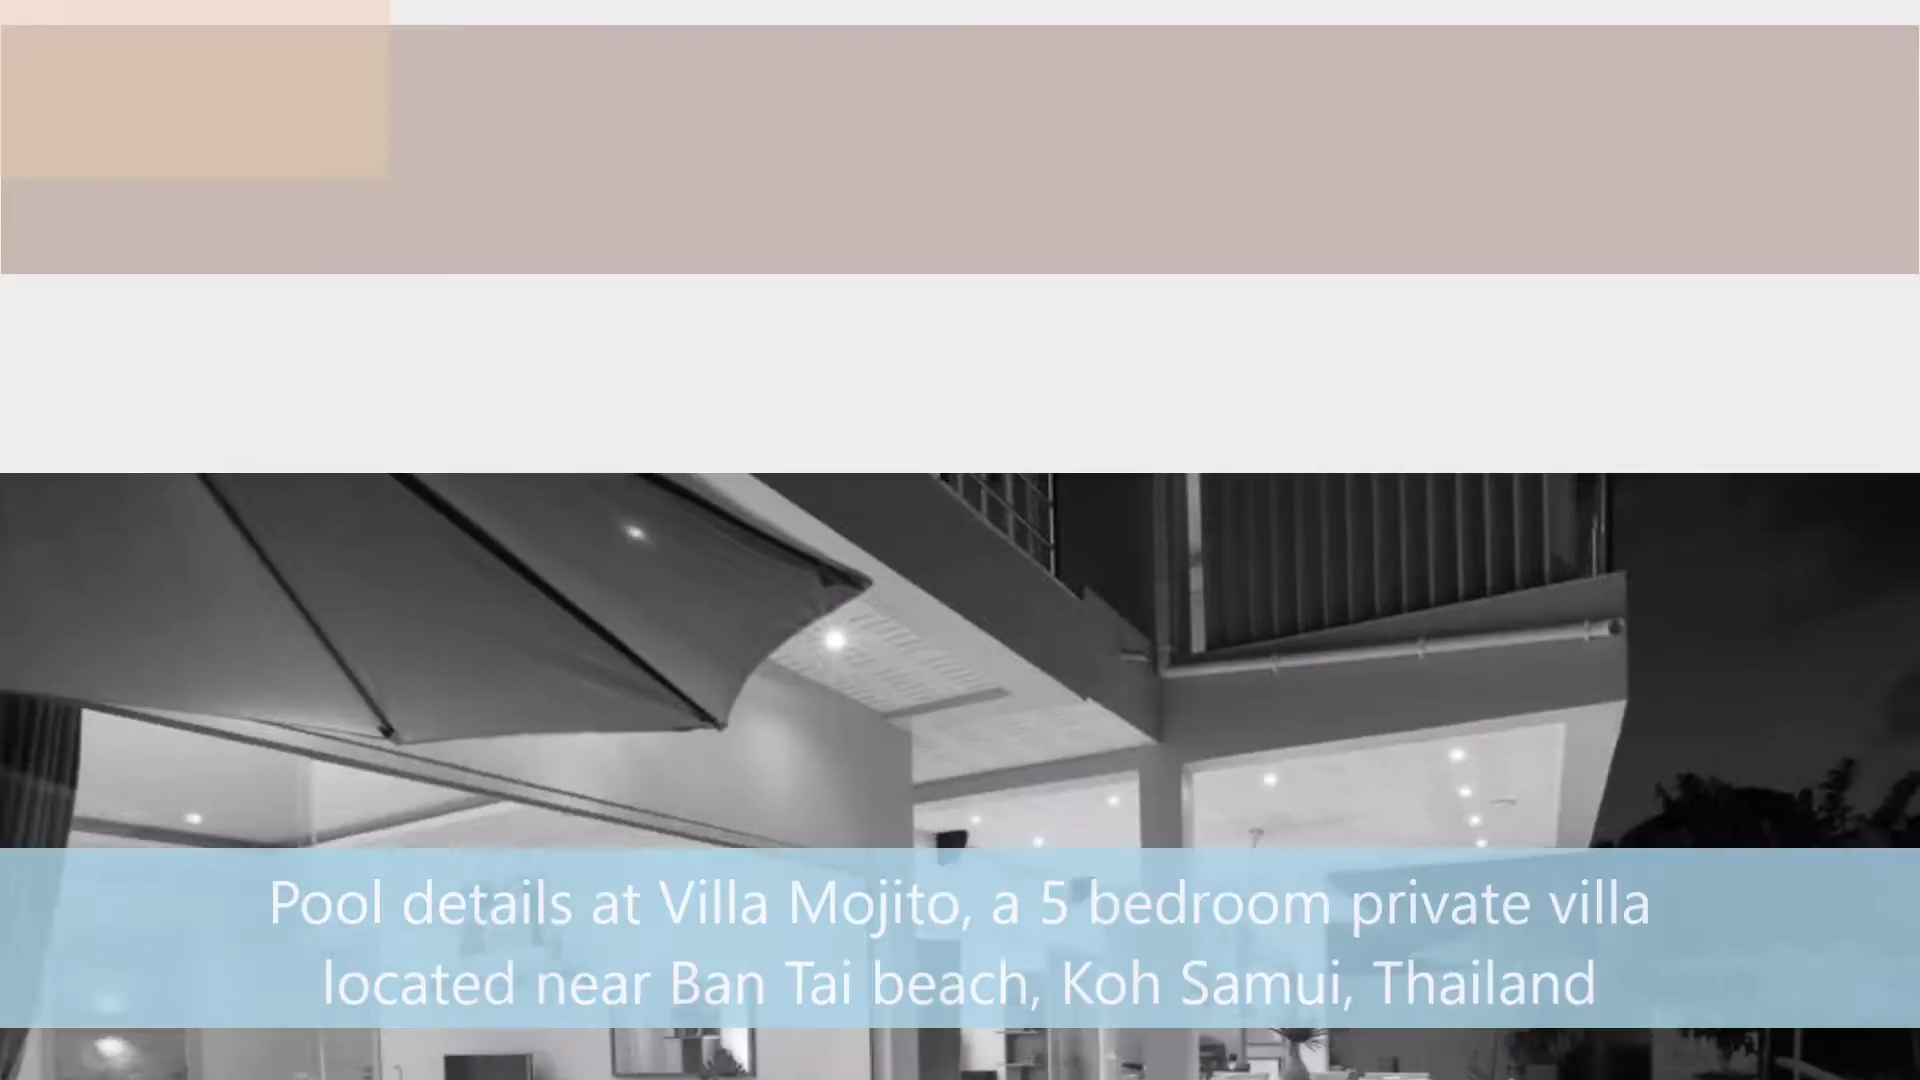 Pool details at Villa Mojito, a 5 bedroom private villa
located near Ban Tai beach, Koh Samui, Thailand